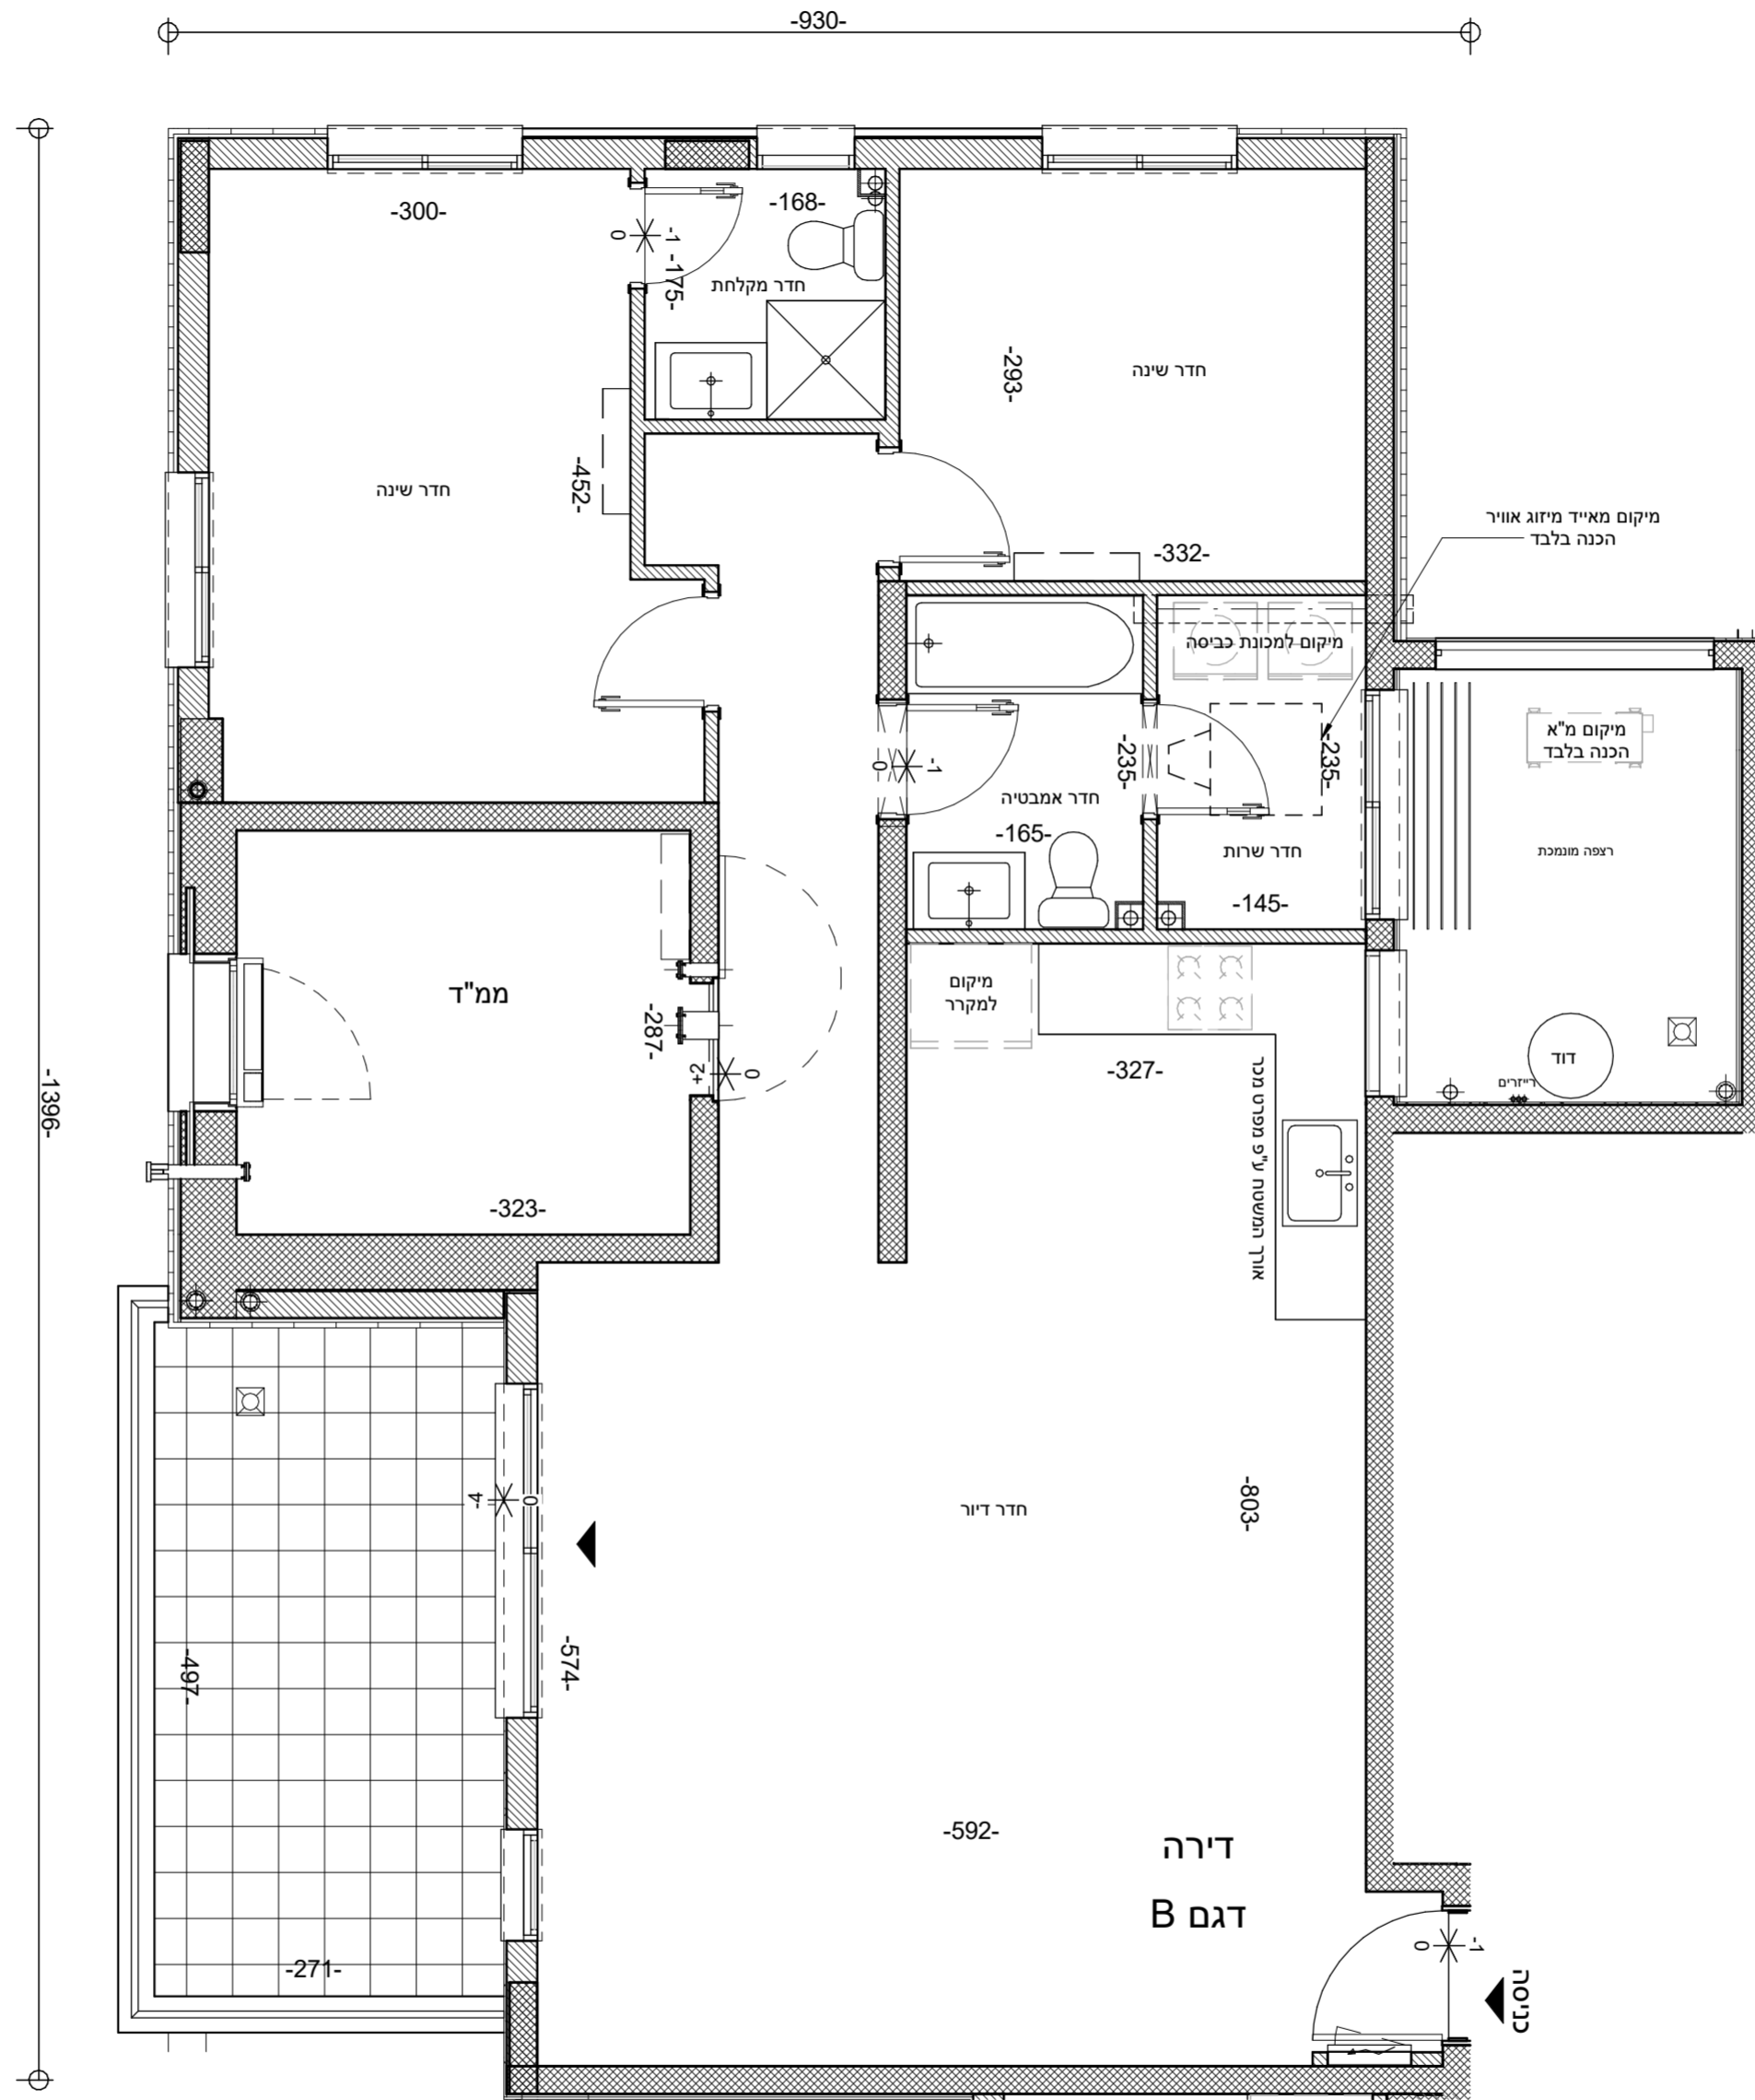 -930-
-300-
-168-
0
-1
-175-
חדר מקלחת
-293-
חדר שינה
-452-
חדר שינה
מיקום מאייד מיזוג אוויר
הכנה בלבד
-332-
מיקום למכונת כביסה
מיקום מ"א
הכנה בלבד
-235-
-235-
0
-1
חדר אמבטיה
-165-
חדר שרות
-145-
רצפה מונמכת
ממ"ד
-287-
+2
0
מיקום
למקרר
-327-
דוד
רייזרים
אורך המשטח ע"פ מפרט מכר
-1396-
-323-
-4
0
חדר דיור
-803-
-497-
-574-
-592-
דירה
דגם B
-271-
0
-1
כניסה